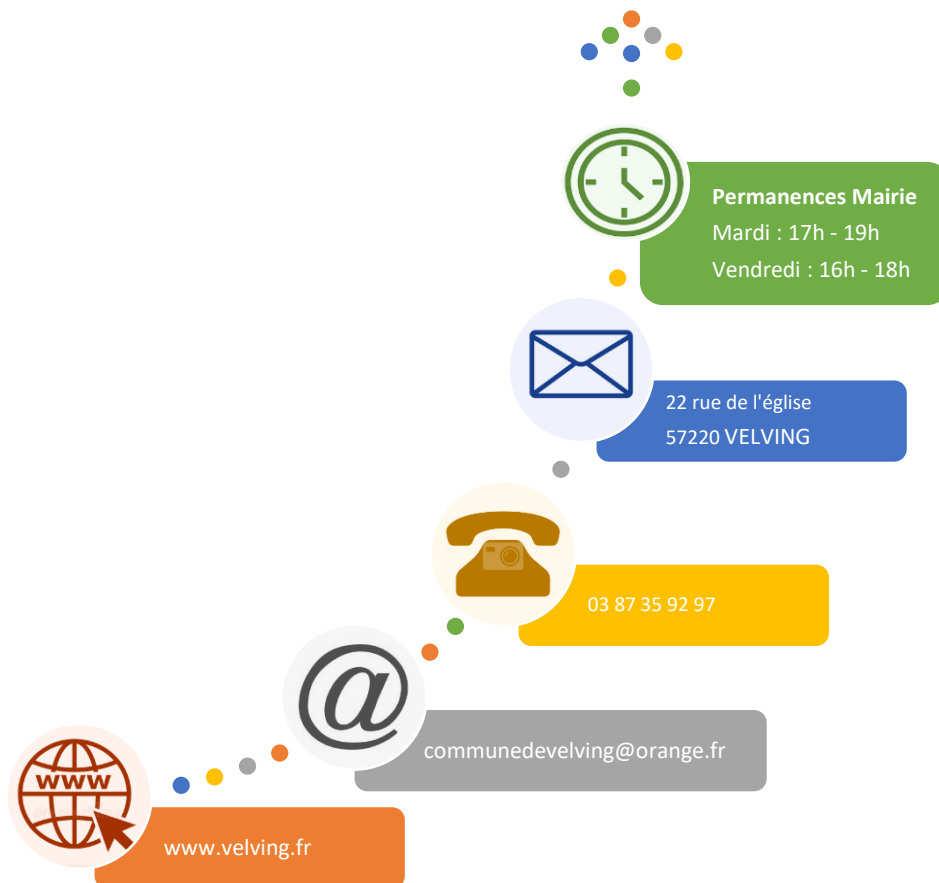 Permanences Mairie
Mardi : 17h - 19h
Vendredi : 16h - 18h
22 rue de l'église
57220 VELVING
03 87 35 92 97
@
communedevelving@orange.fr
www
www.velving.fr